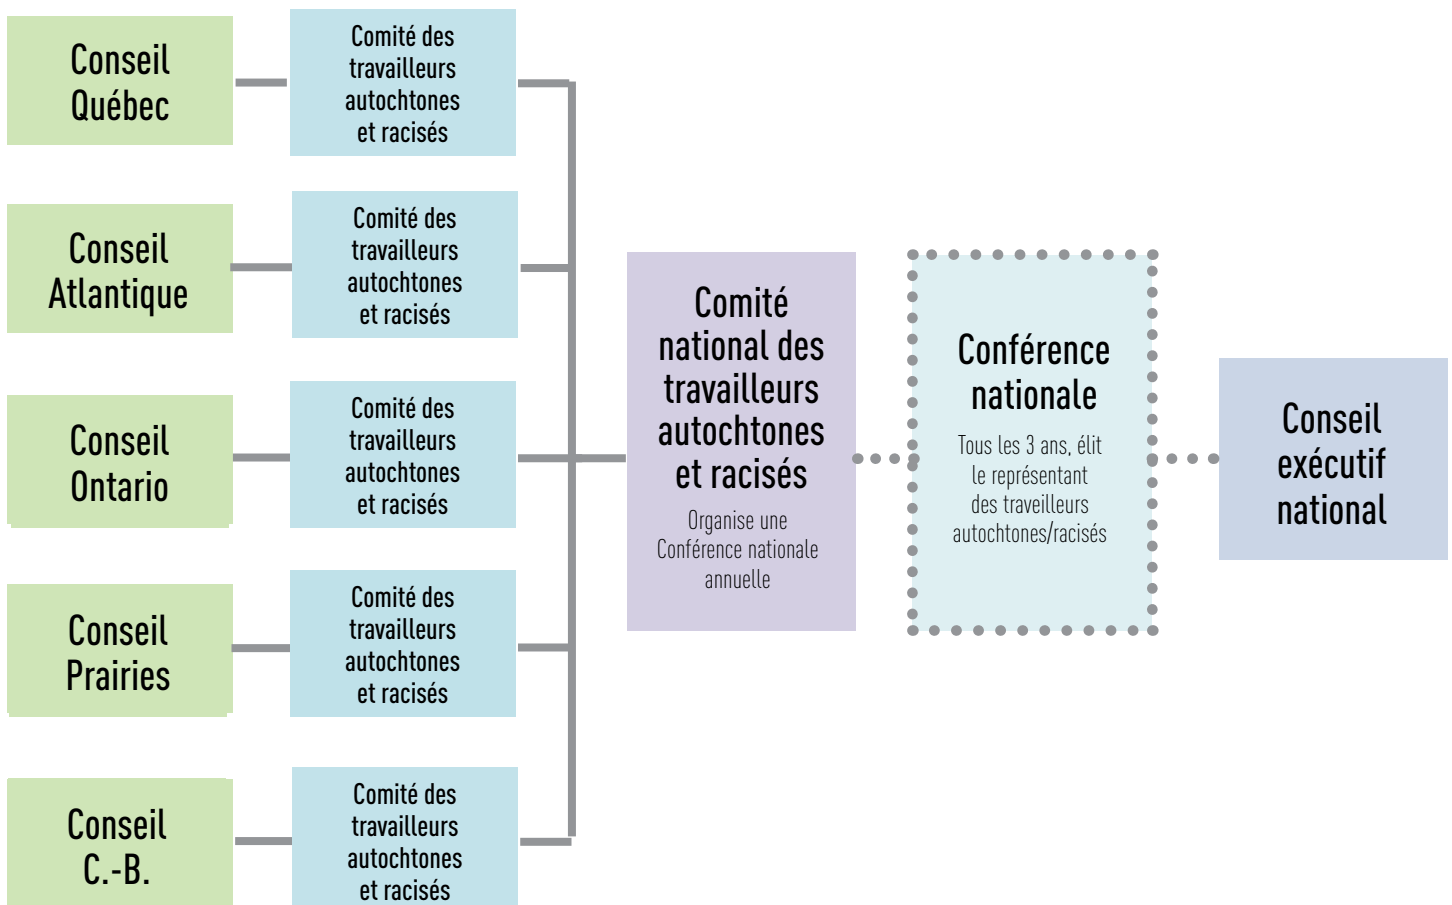 Conseil
Québec
Comité des
travailleurs
autochtones
et racisés
Conseil
Atlantique
Comité des
travailleurs
autochtones
et racisés
Conseil
Ontario
Comité des
travailleurs
autochtones
et racisés
Conseil
Prairies
Comité des
travailleurs
autochtones
et racisés
Conseil
C.-B.
Comité des
travailleurs
autochtones
et racisés
Comité
national des
travailleurs
autochtones
et racisés
Organise une
Conférence nationale
annuelle
Conférence
nationale
Tous les 3 ans, élit
le représentant
des traveilleurs
autochtones/racisés
Conseil
exécutif
national